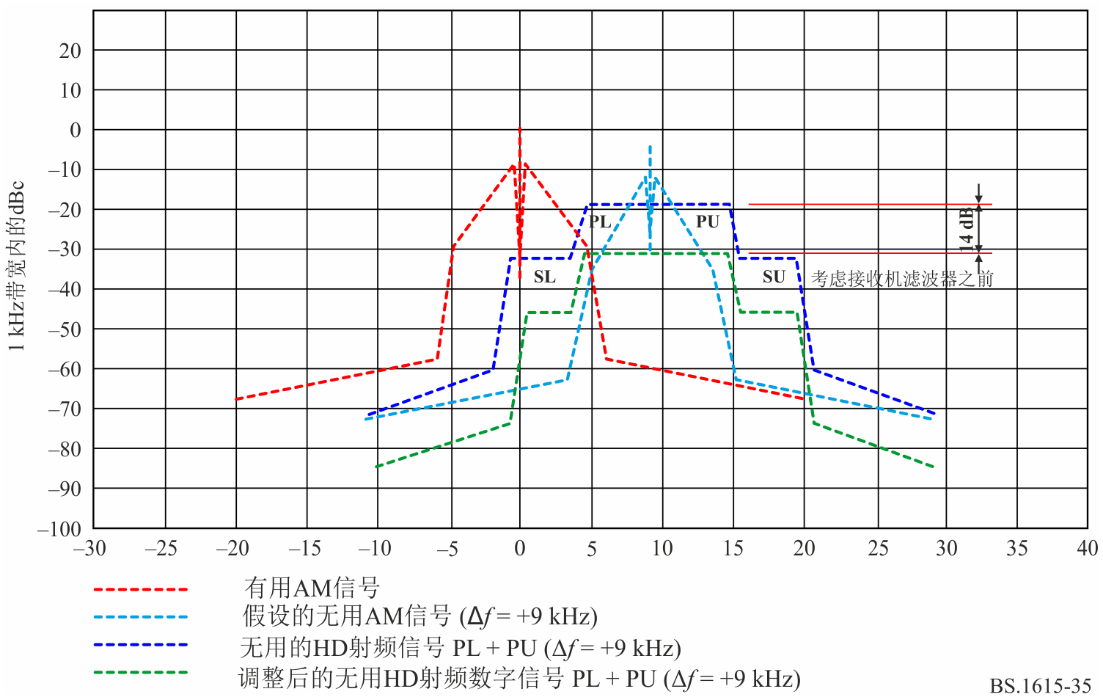 20
10
0
–10
–20
–30
–40
–50
–60
–70
–80
–90
–100
1 kHz带宽内的dBc
PL
PU
SL
SU
14 dB
考虑接收机滤波器之前
–30 –25 –20 –15 –10 –5 0 5 10 15 20 25 30 35 40
有用AM信号
假设的无用AM信号 (Δf = +9 kHz)
无用的HD射频信号 PL + PU (Δf = +9 kHz)
调整后的无用HD射频数字信号 PL + PU (Δf = +9 kHz)
BS.1615-35